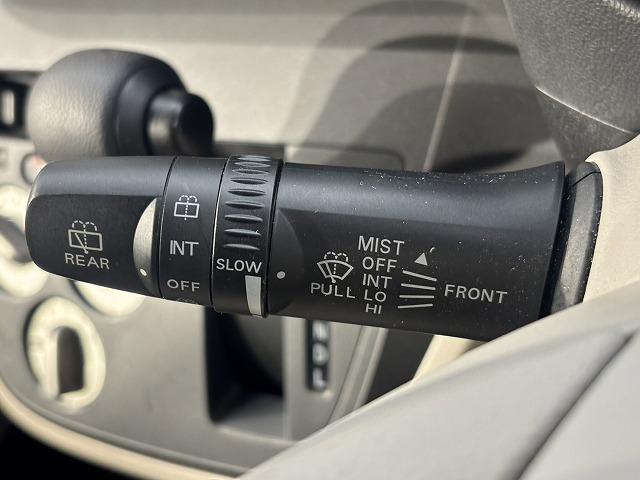 REAR
INT
OFF
SLOW
PULL
MIST
OFF
INT
LO
HI
FRONT